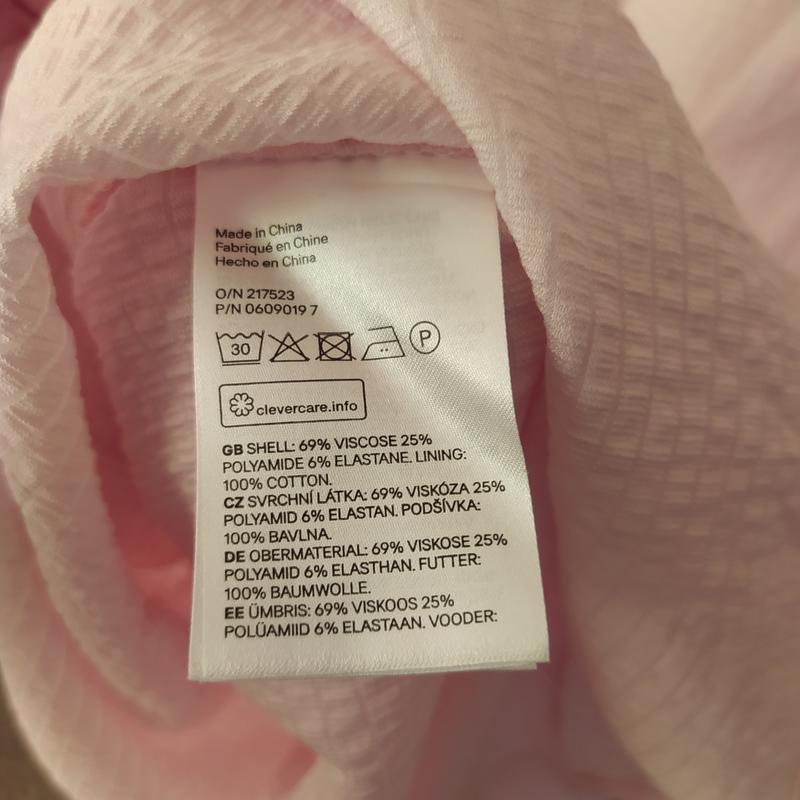 Made in China
Fabriqué en Chine
Hecho en China
O/N 217523
P/N 0609019 7
30 P
clevercare.info
GB SHELL: 69% VISCOSE 25%
POLYAMIDE 6% ELASTANE. LINING:
100% COTTON.
CZ SVRCHNÍ LÁTKA: 69% VISKÓZA 25%
POLYAMID 6% ELASTAN. PODŠÍVKA:
100% BAVLNA.
DE OBERMATERIAL: 69% VISKOSE 25%
POLYAMID 6% ELASTHAN. FUTTER:
100% BAUMWOLLE.
EE ÜMBRIS: 69% VISKOOS 25%
POLÜAMIID 6% ELASTAAN. VOODER: